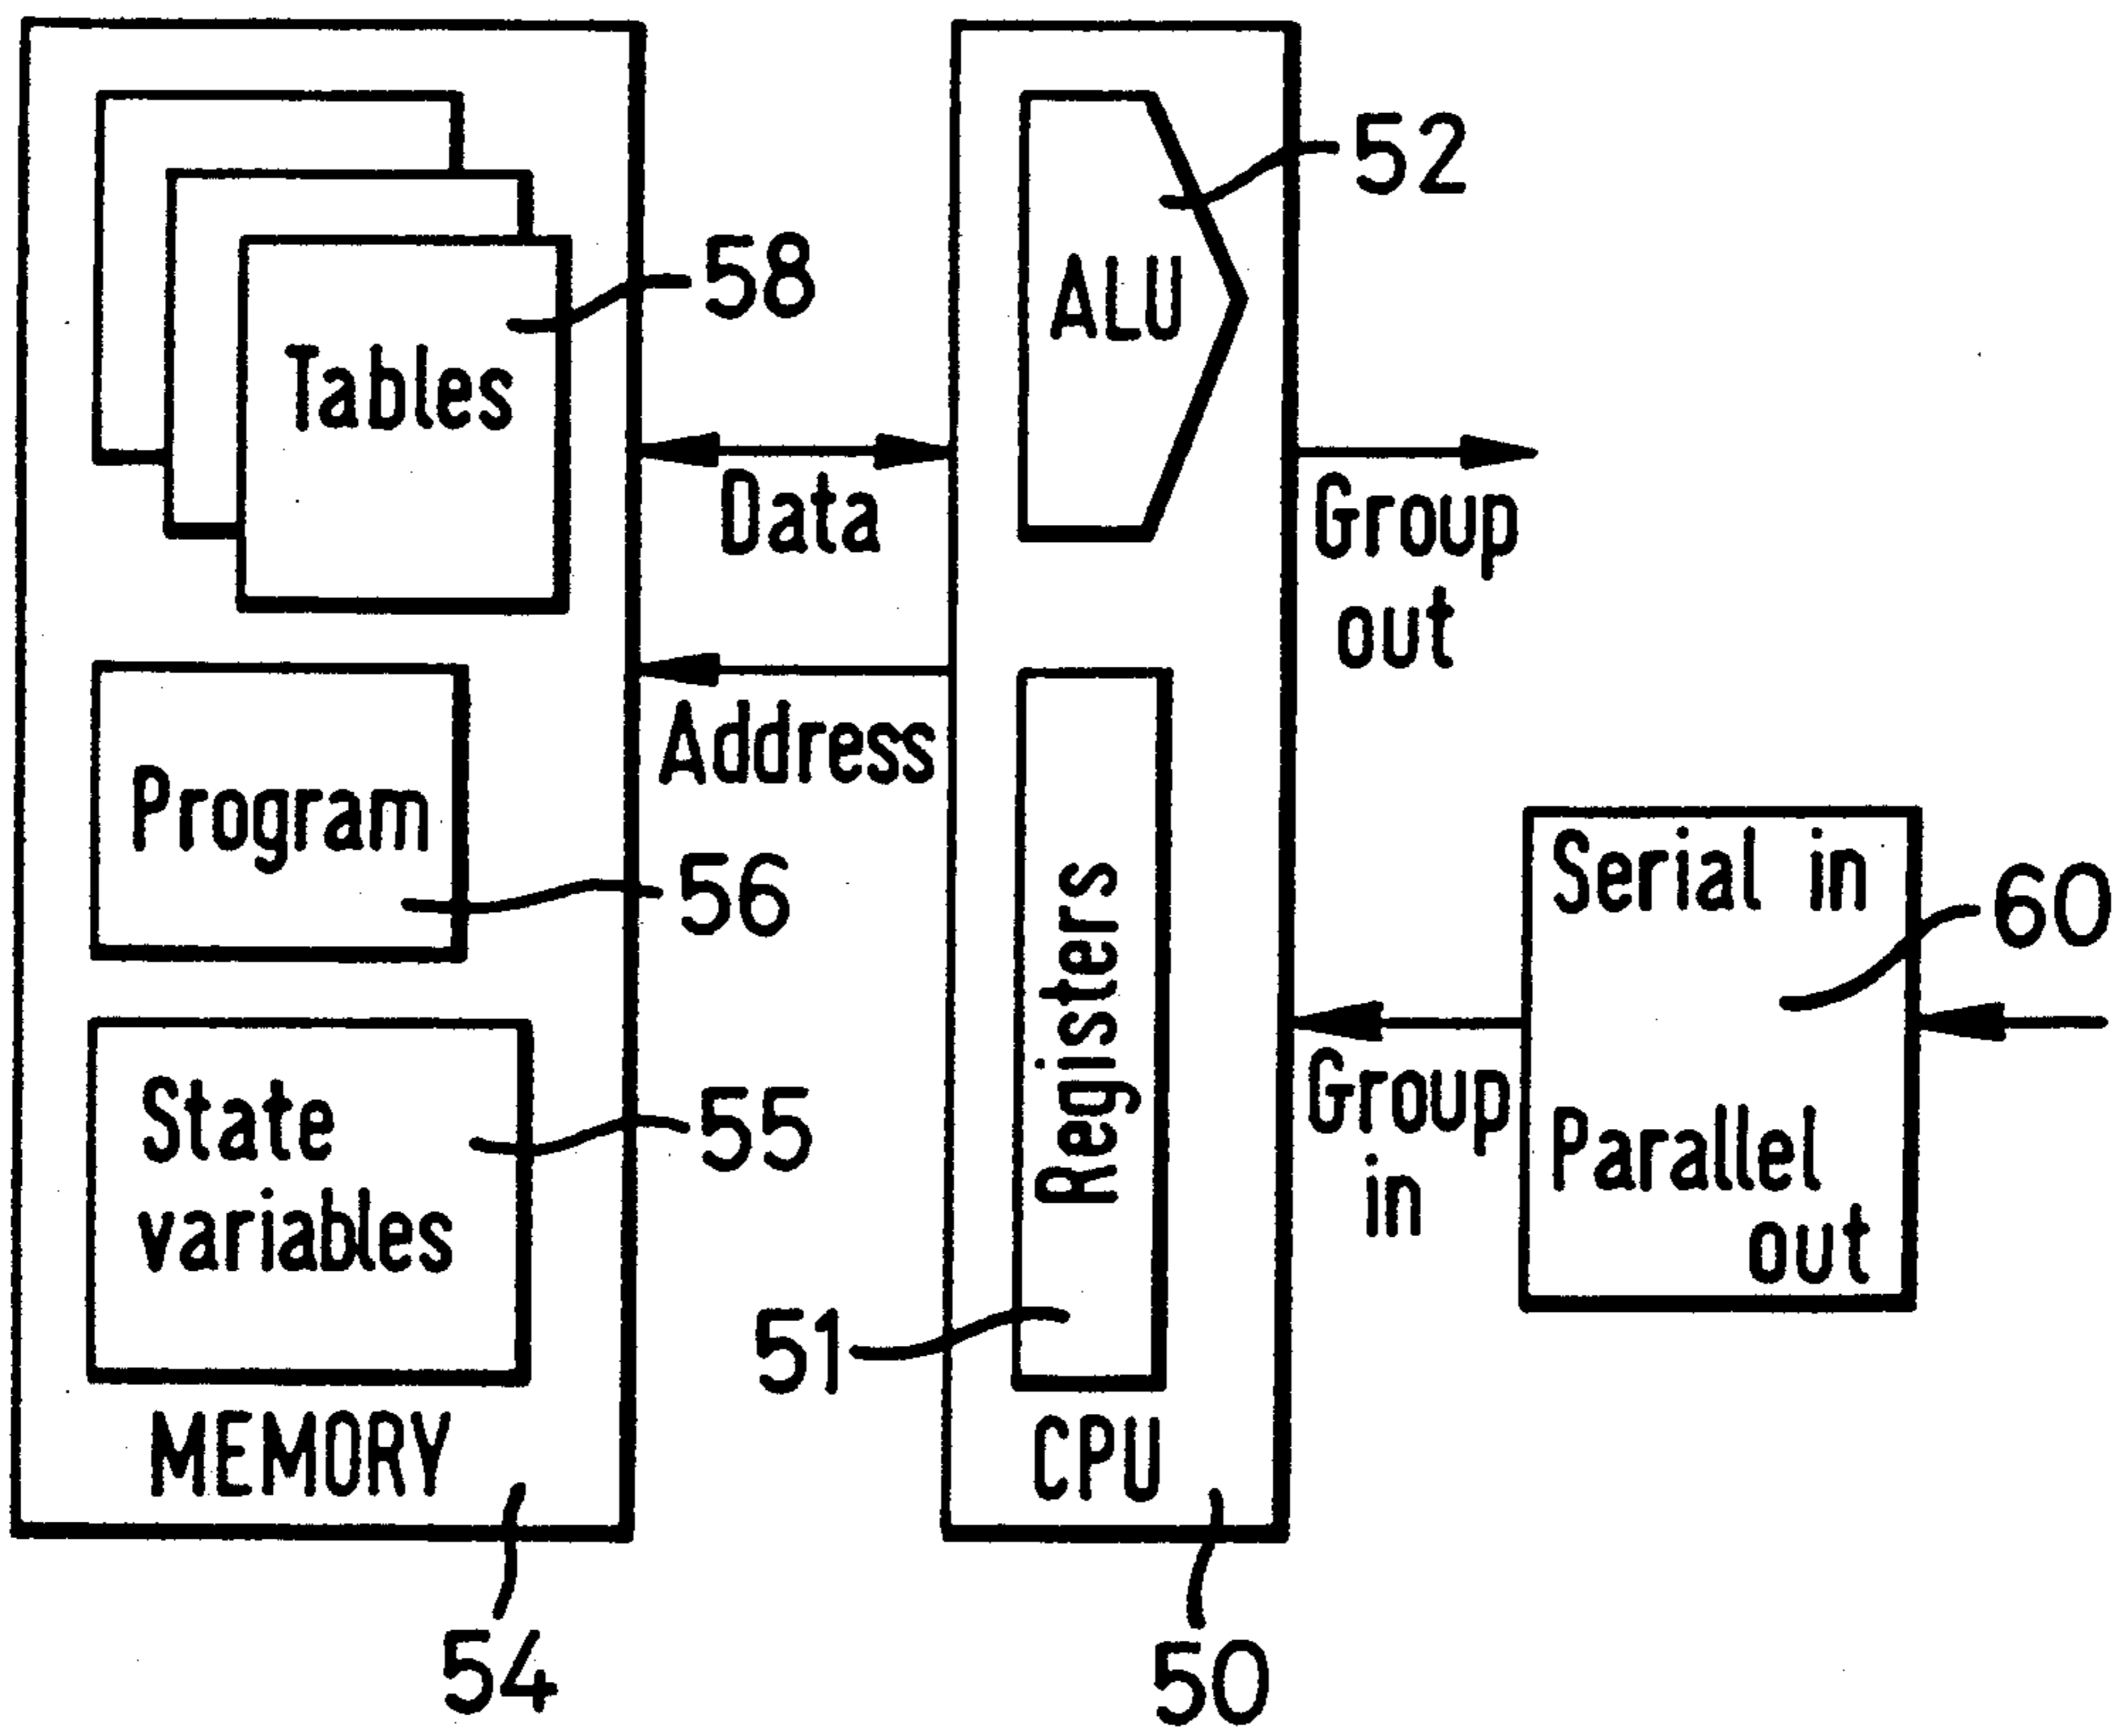 58
Tables
Program
56
State
variables
55
MEMORY
54
Data
Address
52
ALU
Registers
51
CPU
50
Group
out
Group
in
Serial in
60
Parallel
out